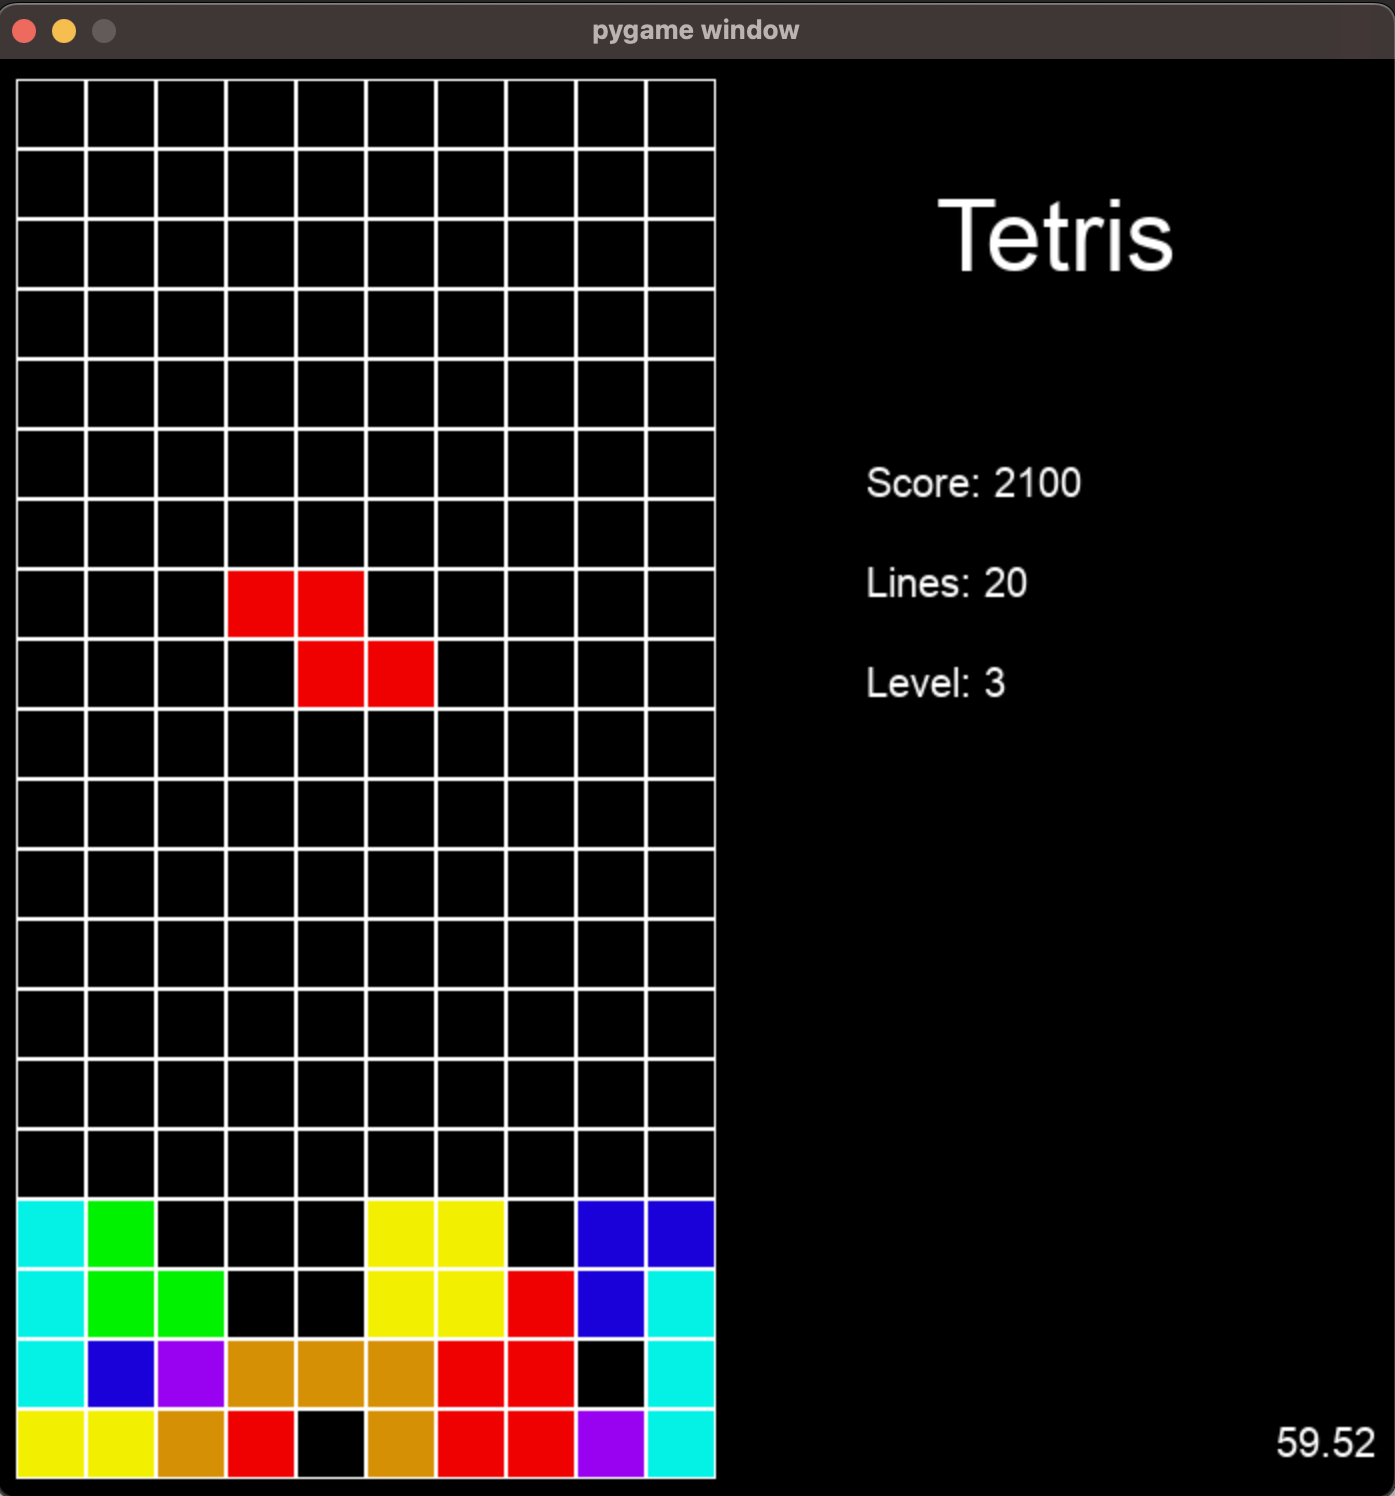 pygame window
Tetris
Score: 2100
Lines: 20
Level: 3
59.52